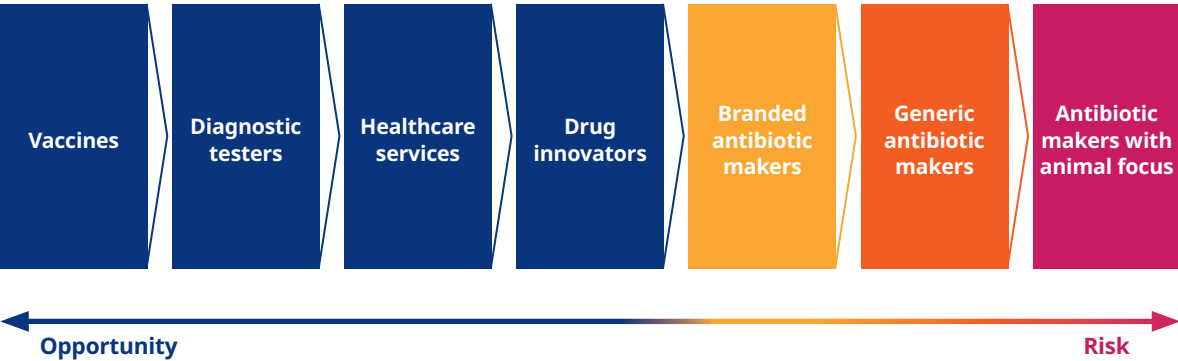 Vaccines
Diagnostic
testers
Healthcare
services
Drug
innovators
Branded
antibiotic
makers
Generic
antibiotic
makers
Antibiotic
makers with
animal focus
Opportunity
Risk